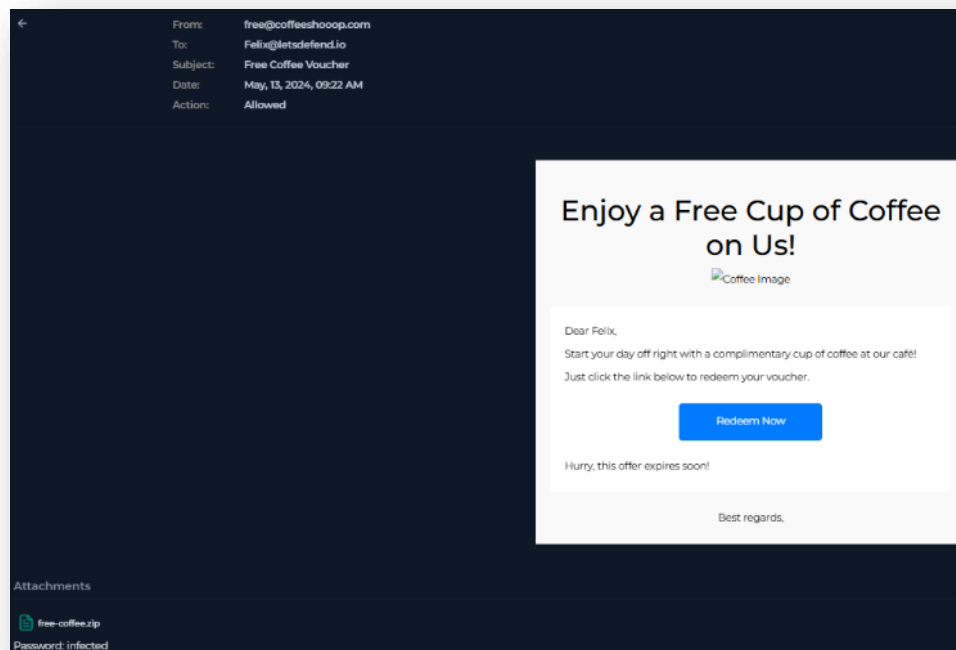 From: free@coffeeshooop.com
To: Felix@letsdefend.io
Subject: Free Coffee Voucher
Date: May, 13, 2024, 09:22 AM
Action: Allowed
Enjoy a Free Cup of Coffee
on Us!
Coffee Image
Dear Felix,
Start your day off right with a complimentary cup of coffee at our café!
Just click the link below to redeem your voucher.
Redeem Now
Hurry, this offer expires soon!
Best regards,
Attachments
free-coffee.zip
Password: infected